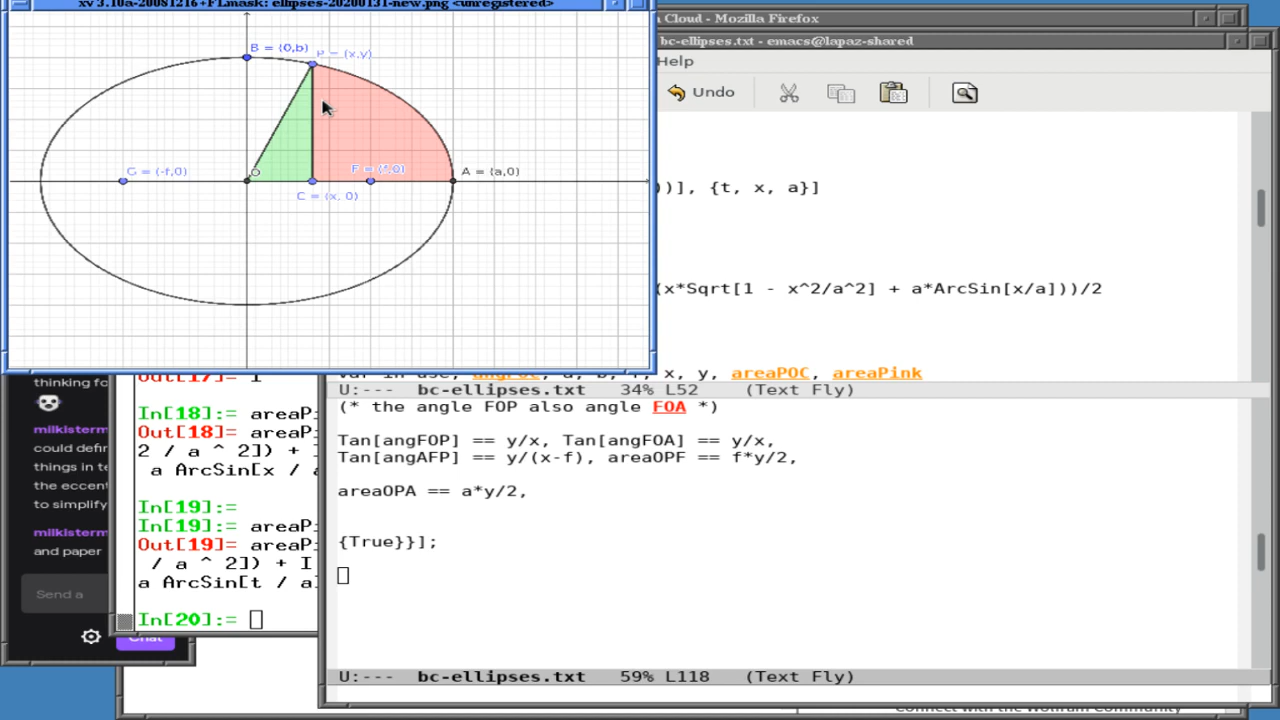 xv 3.10a-20081216+FLmask: ellipses-20200131-new.png <unregistered>
Cloud - Mozilla Firefox
bc-ellipses.txt - emacs@lapaz-shared
Help
Undo
B = (0,b)
P = (x,y)
G = (-f,0)
O
F = (f,0)
A = (a,0)
C = (x, 0)
)], {t, x, a}]
(x*Sqrt[1 - x^2/a^2] + a*ArcSin[x/a]))/2
x, y, areaPOC, areaPink
U:--- bc-ellipses.txt 34% L52 (Text Fly)
(* the angle FOP also angle FOA *)
Tan[angFOP] == y/x, Tan[angFOA] == y/x,
Tan[angAFP] == y/(x-f), areaOPF == f*y/2,
areaOPA == a*y/2,
{True}}];
U:--- bc-ellipses.txt 59% L118 (Text Fly)
Out[17]= 1
In[18]:= areaP
Out[18]= areaP
2 / a ^ 2]) +
a ArcSin[x /
In[19]:=
In[19]:= areaP
Out[19]= areaP
/ a ^ 2]) + I
a ArcSin[t / a
In[20]:=
thinking fo
milkisterm
could defin
things in te
the eccent
to simplify
milkisterm
and paper
Send a
Chat
Connect with the Wolfram Community